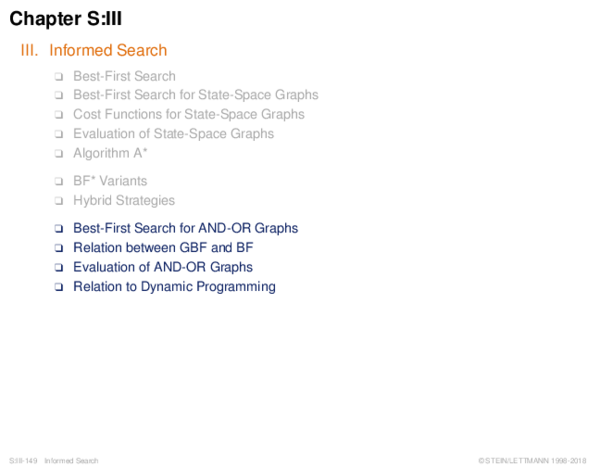 Chapter S:III
III. Informed Search
❑ Best-First Search
❑ Best-First Search for State-Space Graphs
❑ Cost Functions for State-Space Graphs
❑ Evaluation of State-Space Graphs
❑ Algorithm A*
❑ BF* Variants
❑ Hybrid Strategies
❑ Best-First Search for AND-OR Graphs
❑ Relation between GBF and BF
❑ Evaluation of AND-OR Graphs
❑ Relation to Dynamic Programming
S:III-149 Informed Search ©STEIN/LETTMANN 1998-2018